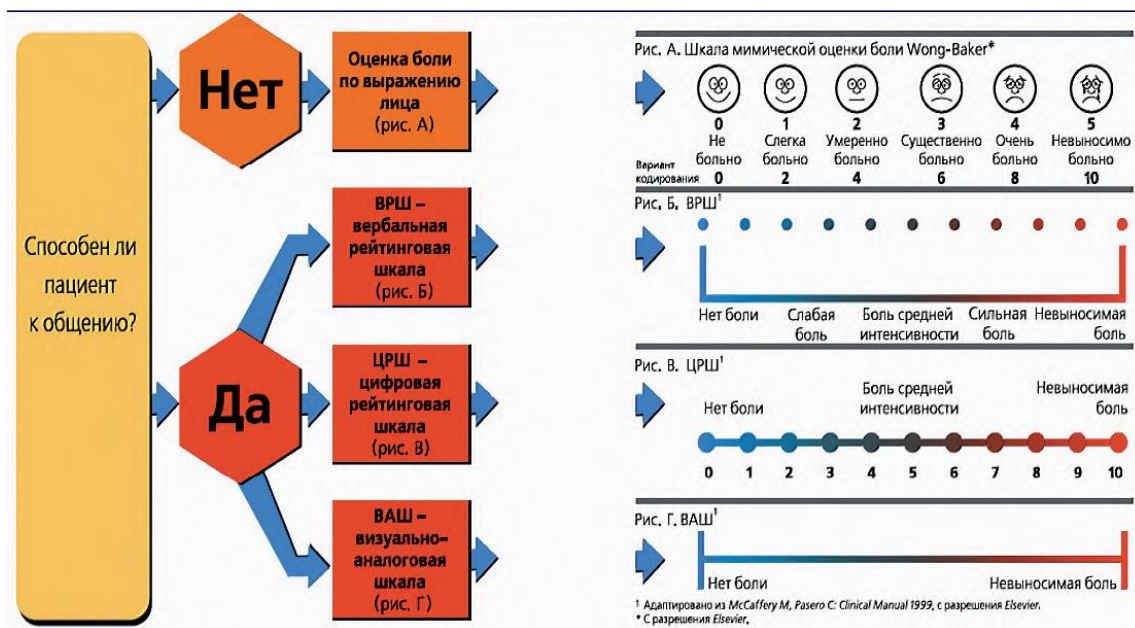 Способен ли
пациент
к общению?
Нет
Оценка боли
по выражению
лица
(рис. А)
Да
ВРШ –
вербальная
рейтинговая
шкала
(рис. Б)
ЦРШ –
цифровая
рейтинговая
шкала
(рис. В)
ВАШ –
визуально-
аналоговая
шкала
(рис. Г)
Рис. А. Шкала мимической оценки боли Wong-Baker*
0 1 2 3 4 5
Не Слегка Умеренно Существенно Очень Невыносимо
больно больно больно больно больно больно
Вариант
кодирования 0 2 4 6 8 10
Рис. Б. ВРШ¹
Нет боли Слабая Боль средней Сильная Невыносимая
боль интенсивности боль боль
Рис. В. ЦРШ¹
Нет боли Боль средней Невыносимая
интенсивности боль
0 1 2 3 4 5 6 7 8 9 10
Рис. Г. ВАШ¹
Нет боли Невыносимая боль
¹ Адаптировано из McCaffery M, Pasero C: Clinical Manual 1999, с разрешения Elsevier.
* С разрешения Elsevier.